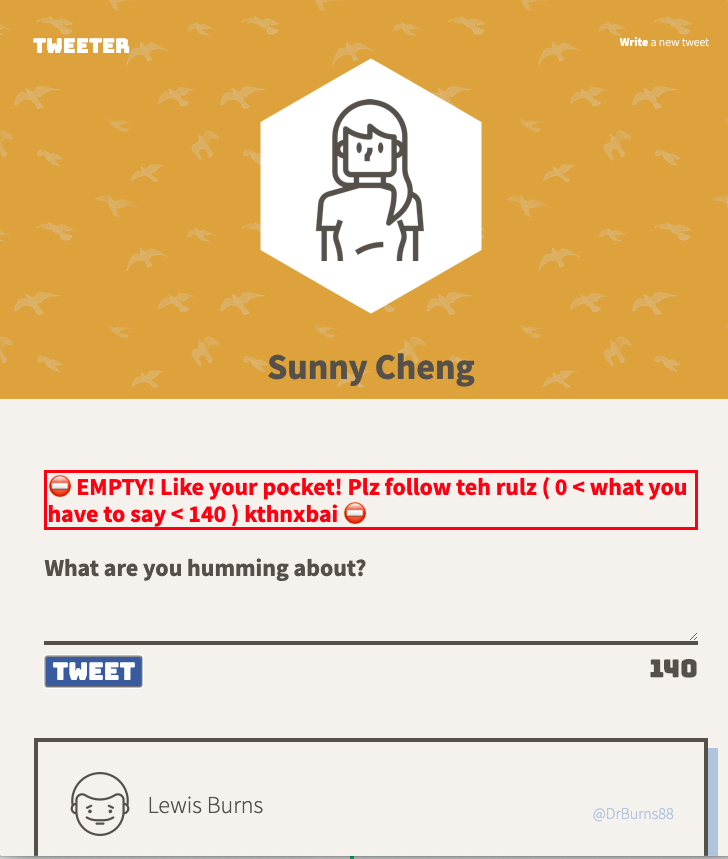 TWEETER
Write a new tweet
Sunny Cheng
⛔ EMPTY! Like your pocket! Plz follow teh rulz ( 0 < what you
have to say < 140 ) kthnxbai ⛔
What are you humming about?
TWEET
140
Lewis Burns
@DrBurns88